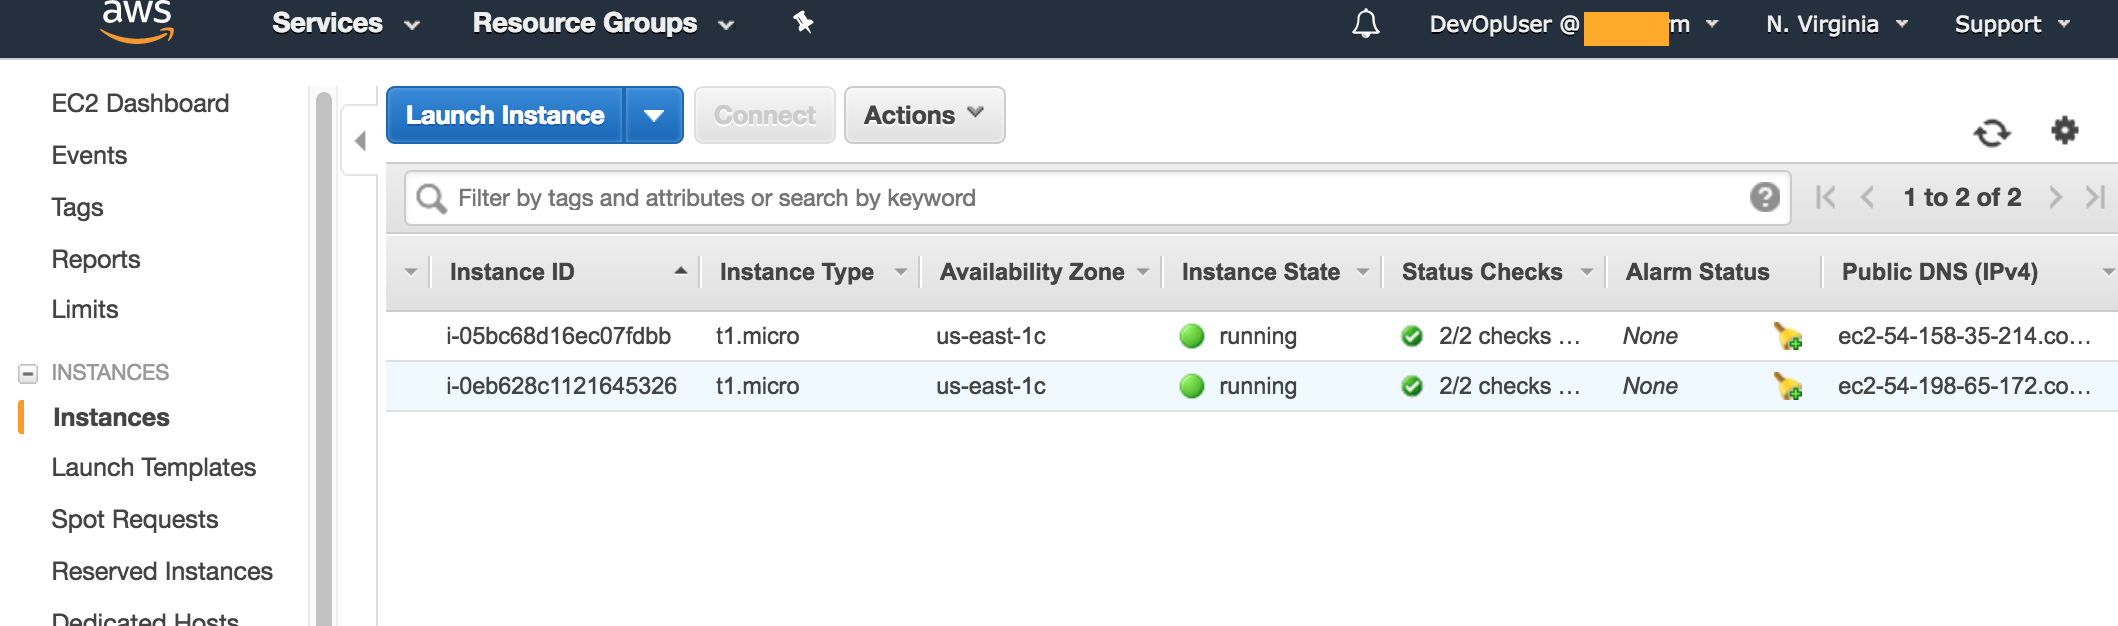 aws Services Resource Groups DevOpUser @ m N. Virginia Support
EC2 Dashboard
Events
Tags
Reports
Limits
INSTANCES
Instances
Launch Templates
Spot Requests
Reserved Instances
Dedicated Hosts
Launch Instance Connect Actions
Filter by tags and attributes or search by keyword ? 1 to 2 of 2
Instance ID Instance Type Availability Zone Instance State Status Checks Alarm Status Public DNS (IPv4)
i-05bc68d16ec07fdbb t1.micro us-east-1c running 2/2 checks ... None ec2-54-158-35-214.co...
i-0eb628c1121645326 t1.micro us-east-1c running 2/2 checks ... None ec2-54-198-65-172.co...